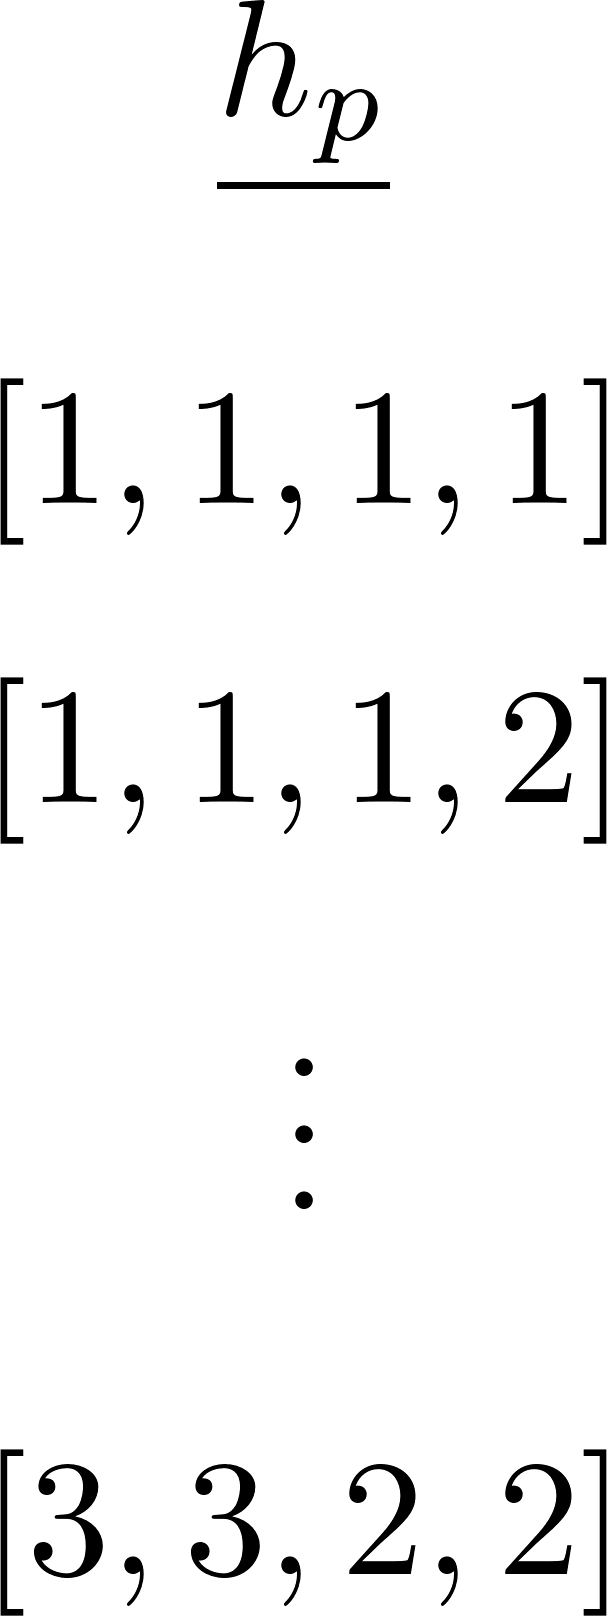 h_p
[1, 1, 1, 1]
[1, 1, 1, 2]
⋮
[3, 3, 2, 2]